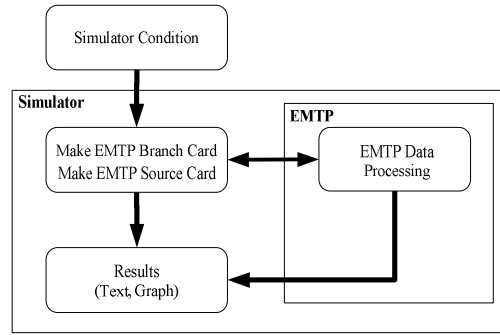 Simulator Condition
Simulator
EMTP
Make EMTP Branch Card
Make EMTP Source Card
EMTP Data
Processing
Results
(Text, Graph)